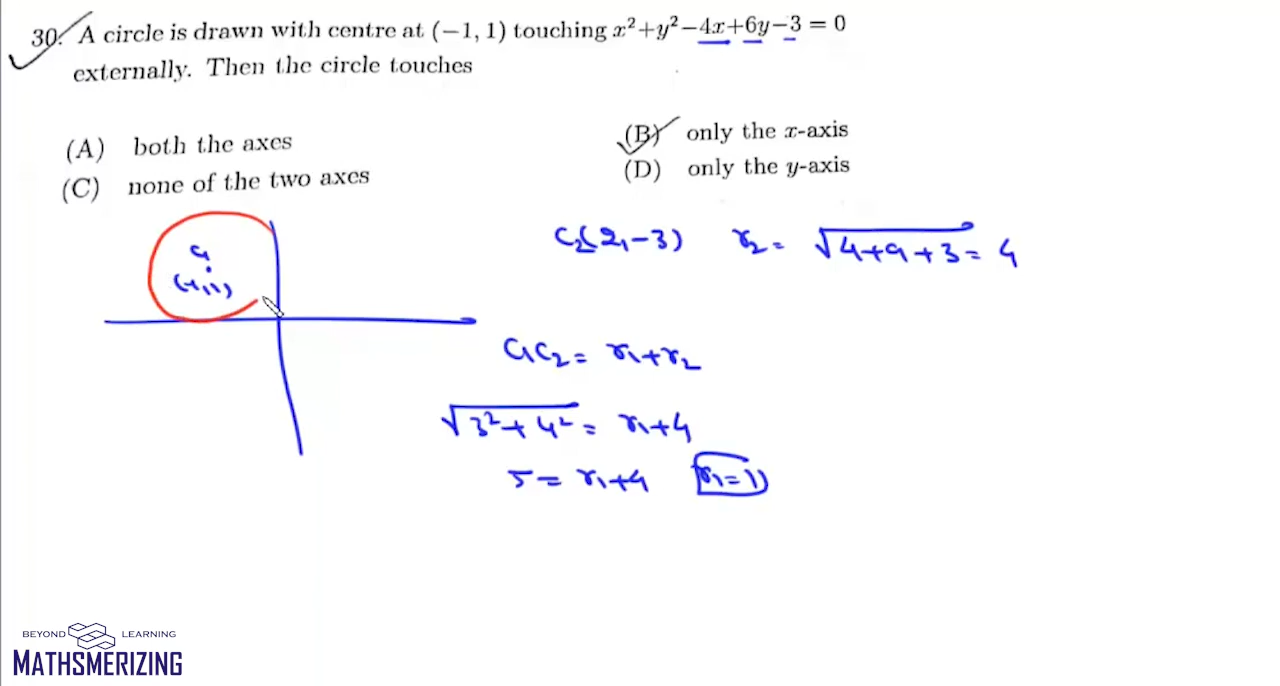 30. A circle is drawn with centre at (−1, 1) touching x²+y²−4x+6y−3 = 0
externally. Then the circle touches
(A) both the axes
(B) only the x-axis
(C) none of the two axes
(D) only the y-axis
C₁
(-1,1)
C₂(2,-3) r₂ = √4+9+3 = 4
C₁C₂ = r₁+r₂
√3²+4² = r₁+4
5 = r₁+4 r₁=1
BEYOND LEARNING
MATHSMERIZING